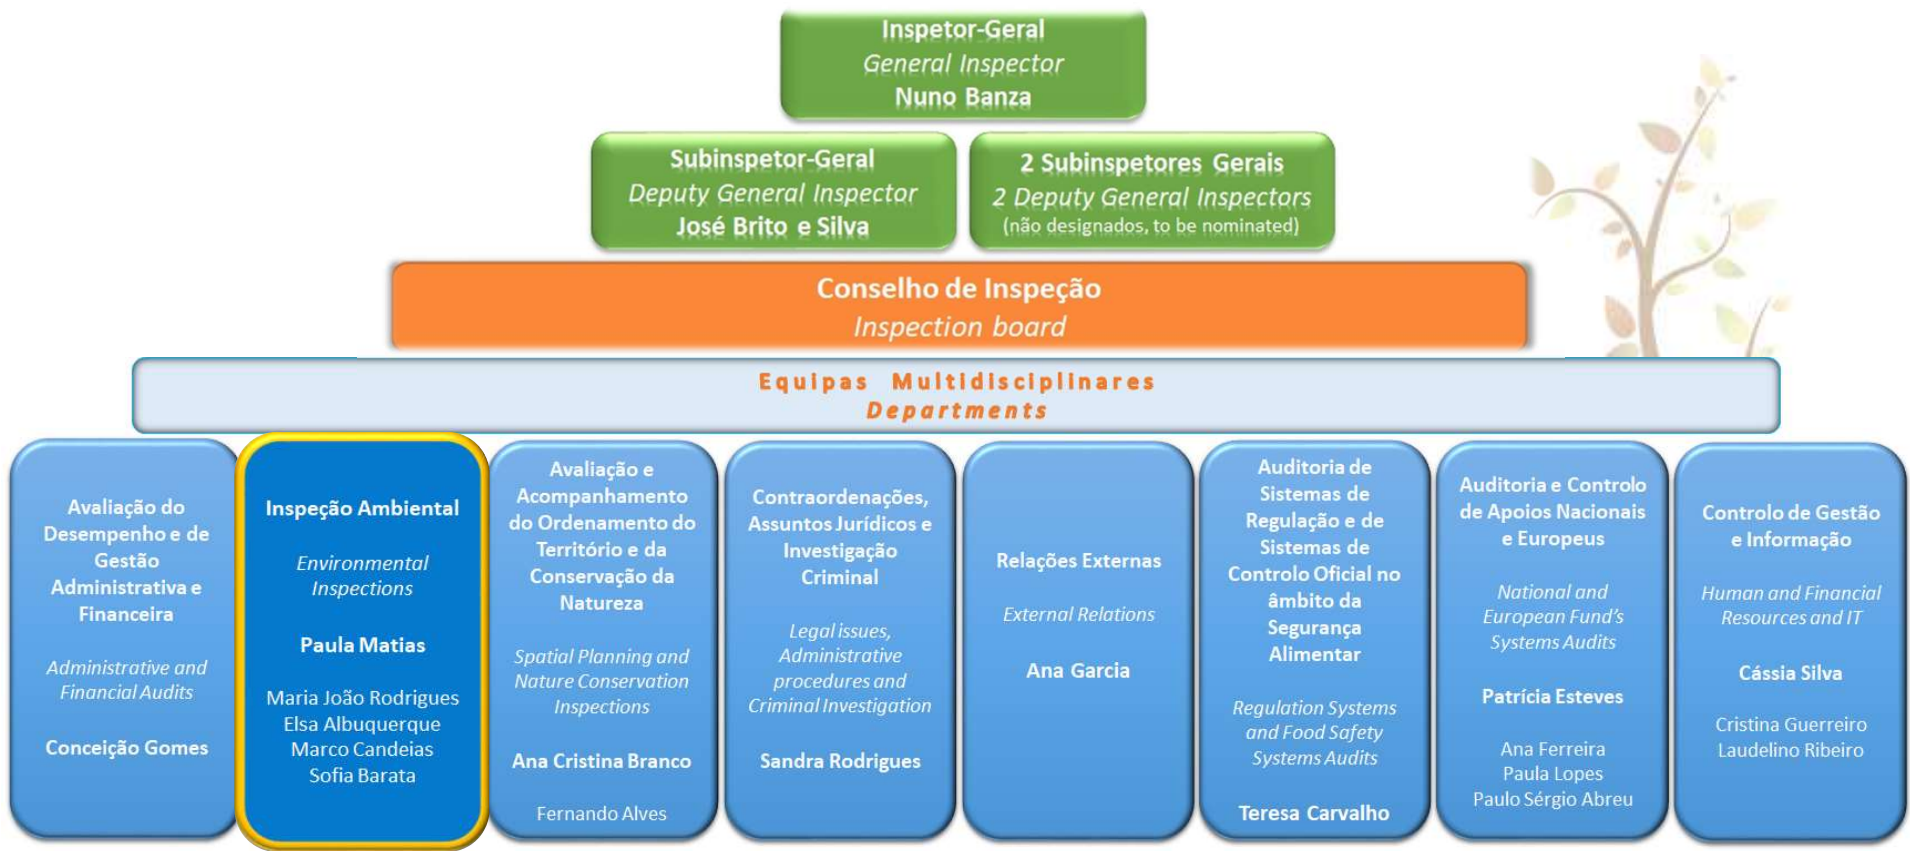 Inspetor-Geral
General Inspector
Nuno Banza
Subinspetor-Geral
Deputy General Inspector
José Brito e Silva
2 Subinspetores Gerais
2 Deputy General Inspectors
(não designados, to be nominated)
Conselho de Inspeção
Inspection board
Equipas Multidisciplinares
Departments
Avaliação do
Desempenho e de
Gestão
Administrativa e
Financeira
Administrative and
Financial Audits
Conceição Gomes
Inspeção Ambiental
Environmental
Inspections
Paula Matias
Maria João Rodrigues
Elsa Albuquerque
Marco Candeias
Sofia Barata
Avaliação e
Acompanhamento
do Ordenamento do
Território e da
Conservação da
Natureza
Spatial Planning and
Nature Conservation
Inspections
Ana Cristina Branco
Fernando Alves
Contraordenações,
Assuntos Jurídicos e
Investigação
Criminal
Legal issues,
Administrative
procedures and
Criminal Investigation
Sandra Rodrigues
Relações Externas
External Relations
Ana Garcia
Auditoria de
Sistemas de
Regulação e de
Sistemas de
Controlo Oficial no
âmbito da
Segurança
Alimentar
Regulation Systems
and Food Safety
Systems Audits
Teresa Carvalho
Auditoria e Controlo
de Apoios Nacionais
e Europeus
National and
European Fund's
Systems Audits
Patrícia Esteves
Ana Ferreira
Paula Lopes
Paulo Sérgio Abreu
Controlo de Gestão
e Informação
Human and Financial
Resources and IT
Cássia Silva
Cristina Guerreiro
Laudelino Ribeiro